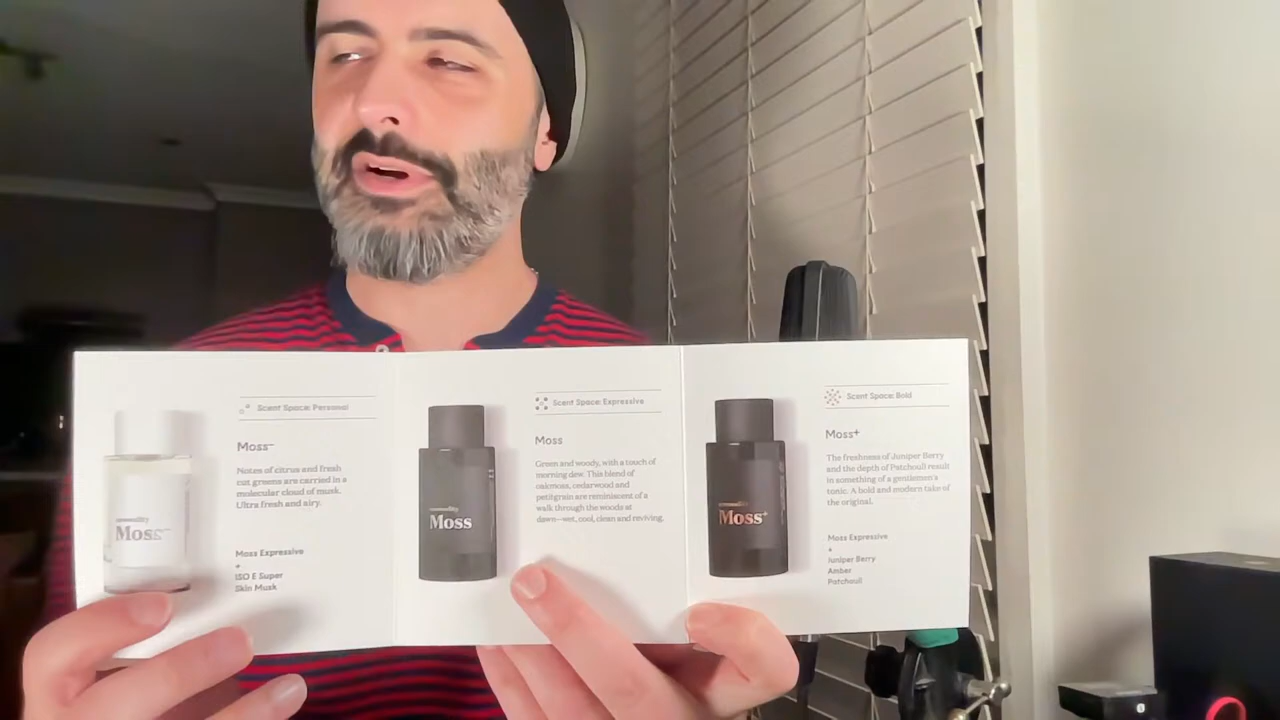 Scent Space: Personal
Moss–
Notes of citrus and fresh
cut greens are carried in a
molecular cloud of musk.
Ultra fresh and airy.
Moss Expressive
+
ISO E Super
Skin Musk
commodity
Moss–
Scent Space: Expressive
Moss
Green and woody, with a touch of
morning dew. This blend of
oakmoss, cedarwood and
petitgrain are reminiscent of a
walk through the woods at
dawn—wet, cool, clean and reviving.
commodity
Moss
Scent Space: Bold
Moss+
The freshness of Juniper Berry
and the depth of Patchouli result
in something of a gentlemen's
tonic. A bold and modern take of
the original.
Moss Expressive
+
Juniper Berry
Amber
Patchouli
commodity
Moss+